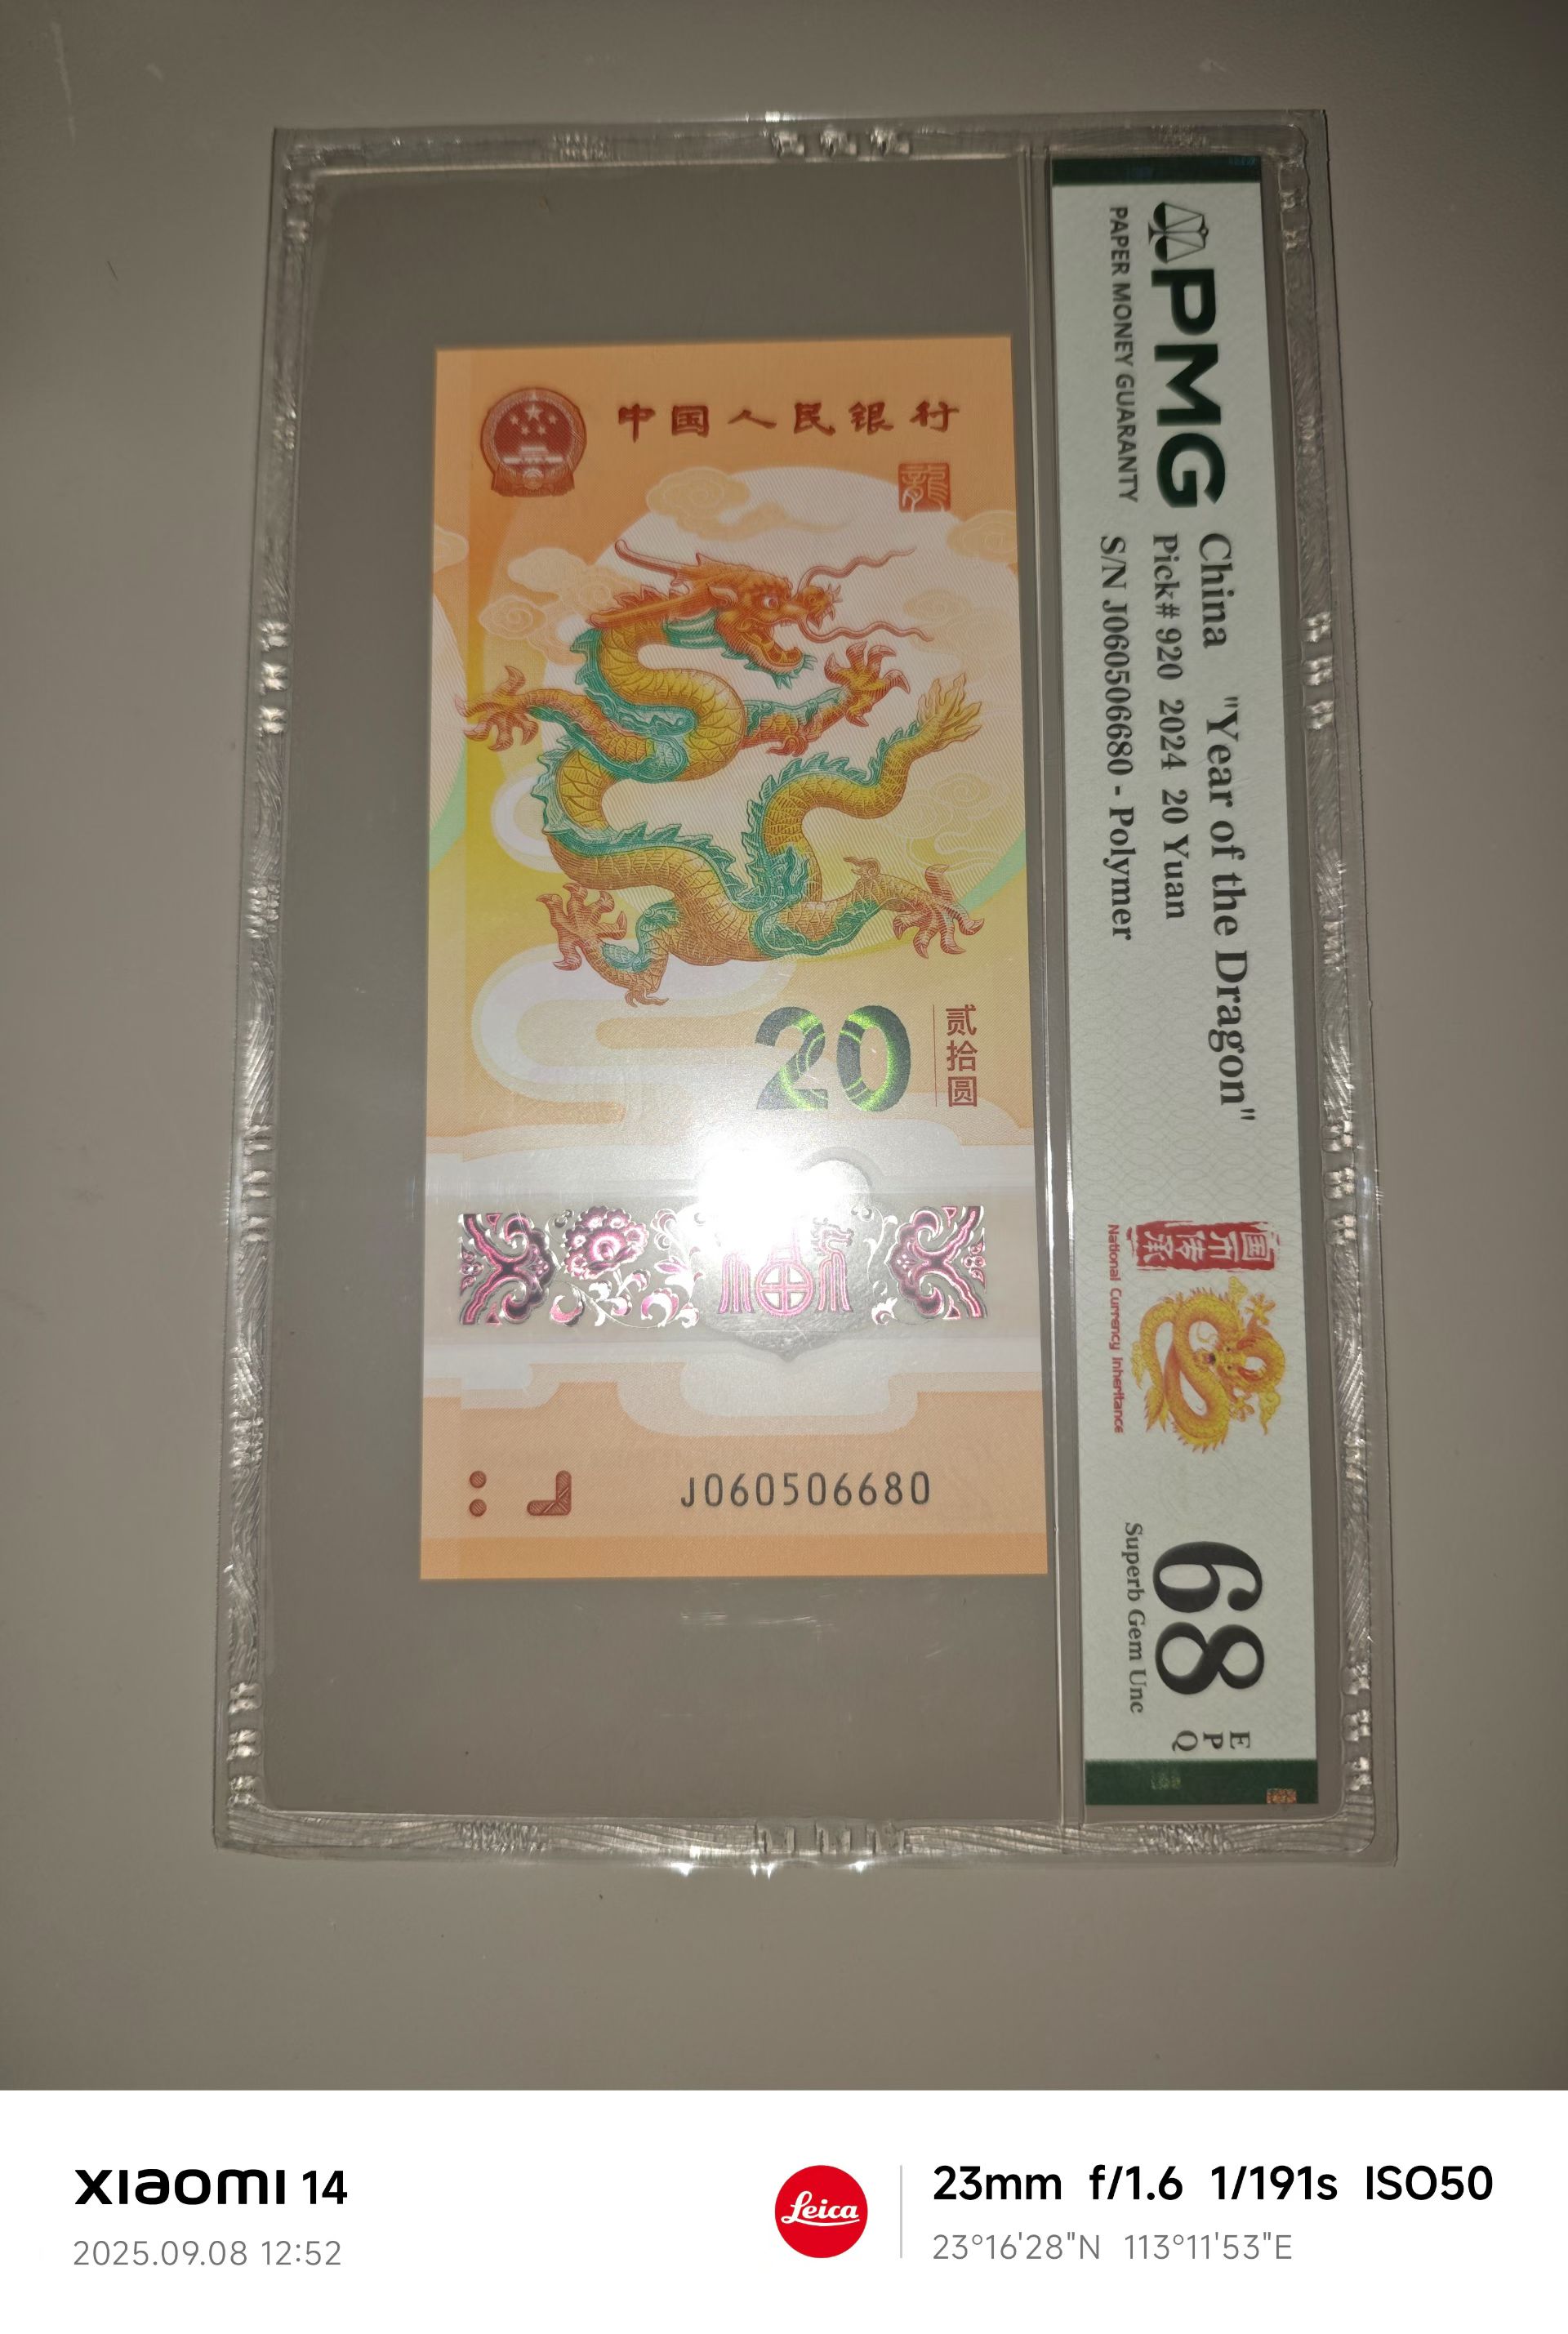 中国人民银行
龍
20
贰拾圆
J060506680
PMG
PAPER MONEY GUARANTY
China "Year of the Dragon"
Pick# 920 2024 20 Yuan
S/N J060506680 - Polymer
国币传承
National Currency Inheritance
68
EPQ
Superb Gem Unc
XIAOMI 14
2025.09.08 12:52
Leica
23mm f/1.6 1/191s ISO50
23°16'28"N 113°11'53"E